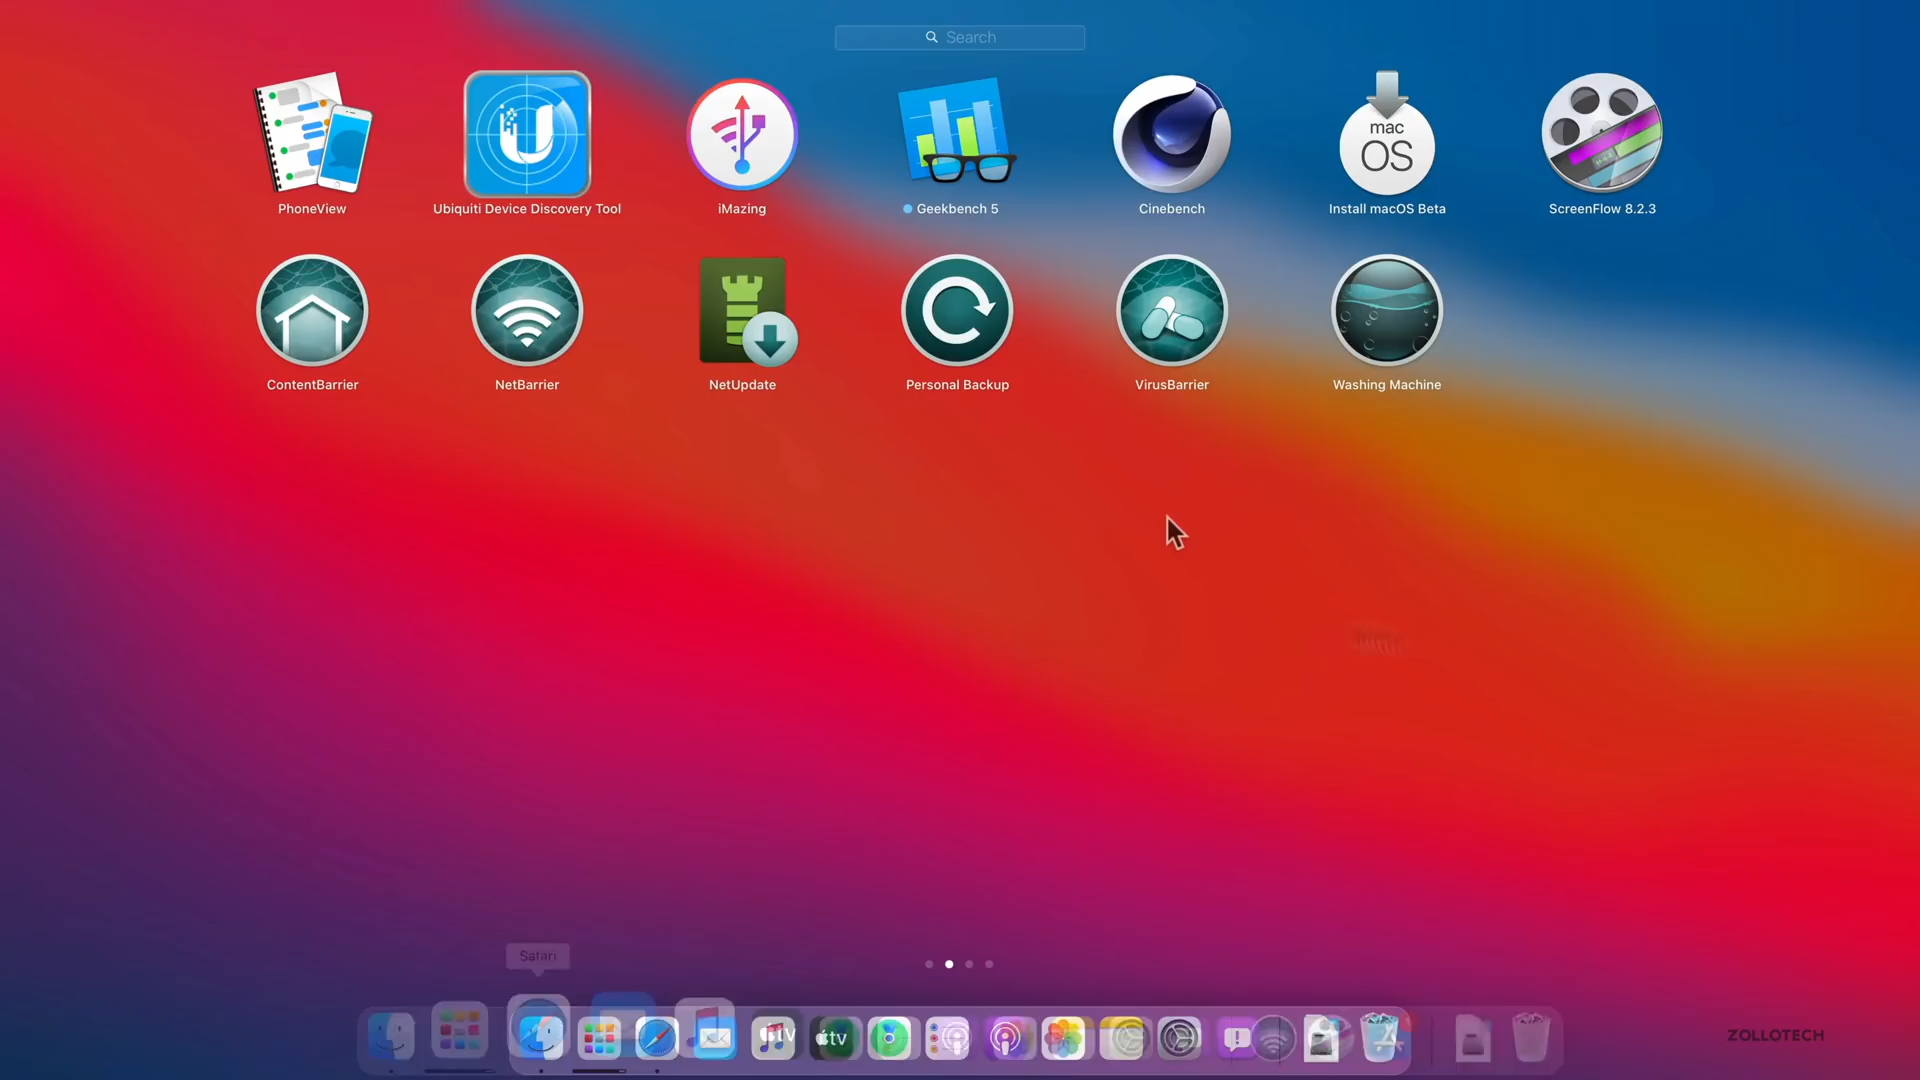 Search
PhoneView
Ubiquiti Device Discovery Tool
iMazing
Geekbench 5
Cinebench
mac
OS
Install macOS Beta
ScreenFlow 8.2.3
ContentBarrier
NetBarrier
NetUpdate
Personal Backup
VirusBarrier
Washing Machine
Safari
tv
tv
ZOLLOTECH